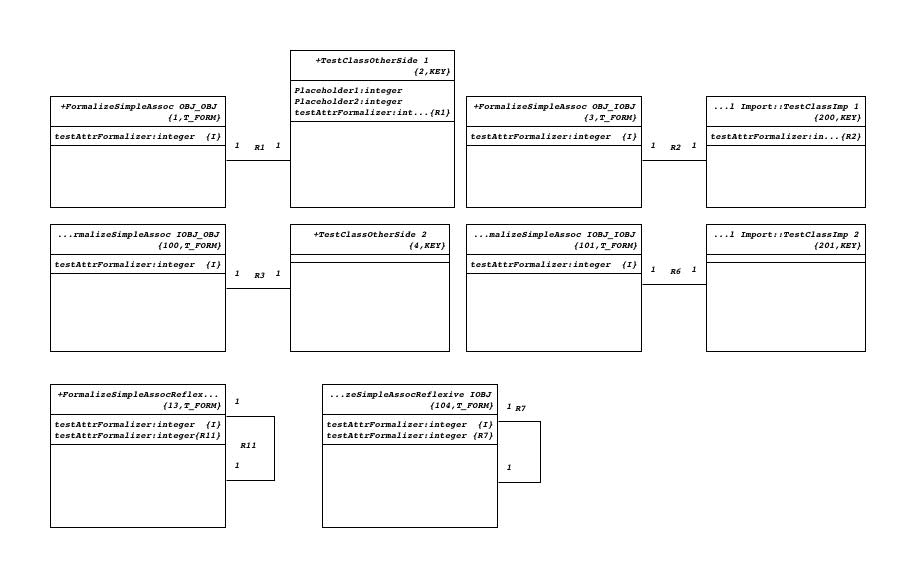 +TestClassOtherSide 1
{2,KEY}
Placeholder1:integer
Placeholder2:integer
testAttrFormalizer:int...{R1}
+FormalizeSimpleAssoc OBJ_OBJ
{1,T_FORM}
testAttrFormalizer:integer {I}
1 R1 1
+FormalizeSimpleAssoc OBJ_IOBJ
{3,T_FORM}
testAttrFormalizer:integer {I}
1 R2 1
...l Import::TestClassImp 1
{200,KEY}
testAttrFormalizer:in...{R2}
...rmalizeSimpleAssoc IOBJ_OBJ
{100,T_FORM}
testAttrFormalizer:integer {I}
1 R3 1
+TestClassOtherSide 2
{4,KEY}
...malizeSimpleAssoc IOBJ_IOBJ
{101,T_FORM}
testAttrFormalizer:integer {I}
1 R6 1
...l Import::TestClassImp 2
{201,KEY}
+FormalizeSimpleAssocReflex...
{13,T_FORM}
testAttrFormalizer:integer {I}
testAttrFormalizer:integer{R11}
1
R11
1
...zeSimpleAssocReflexive IOBJ
{104,T_FORM}
testAttrFormalizer:integer {I}
testAttrFormalizer:integer {R7}
1 R7
1